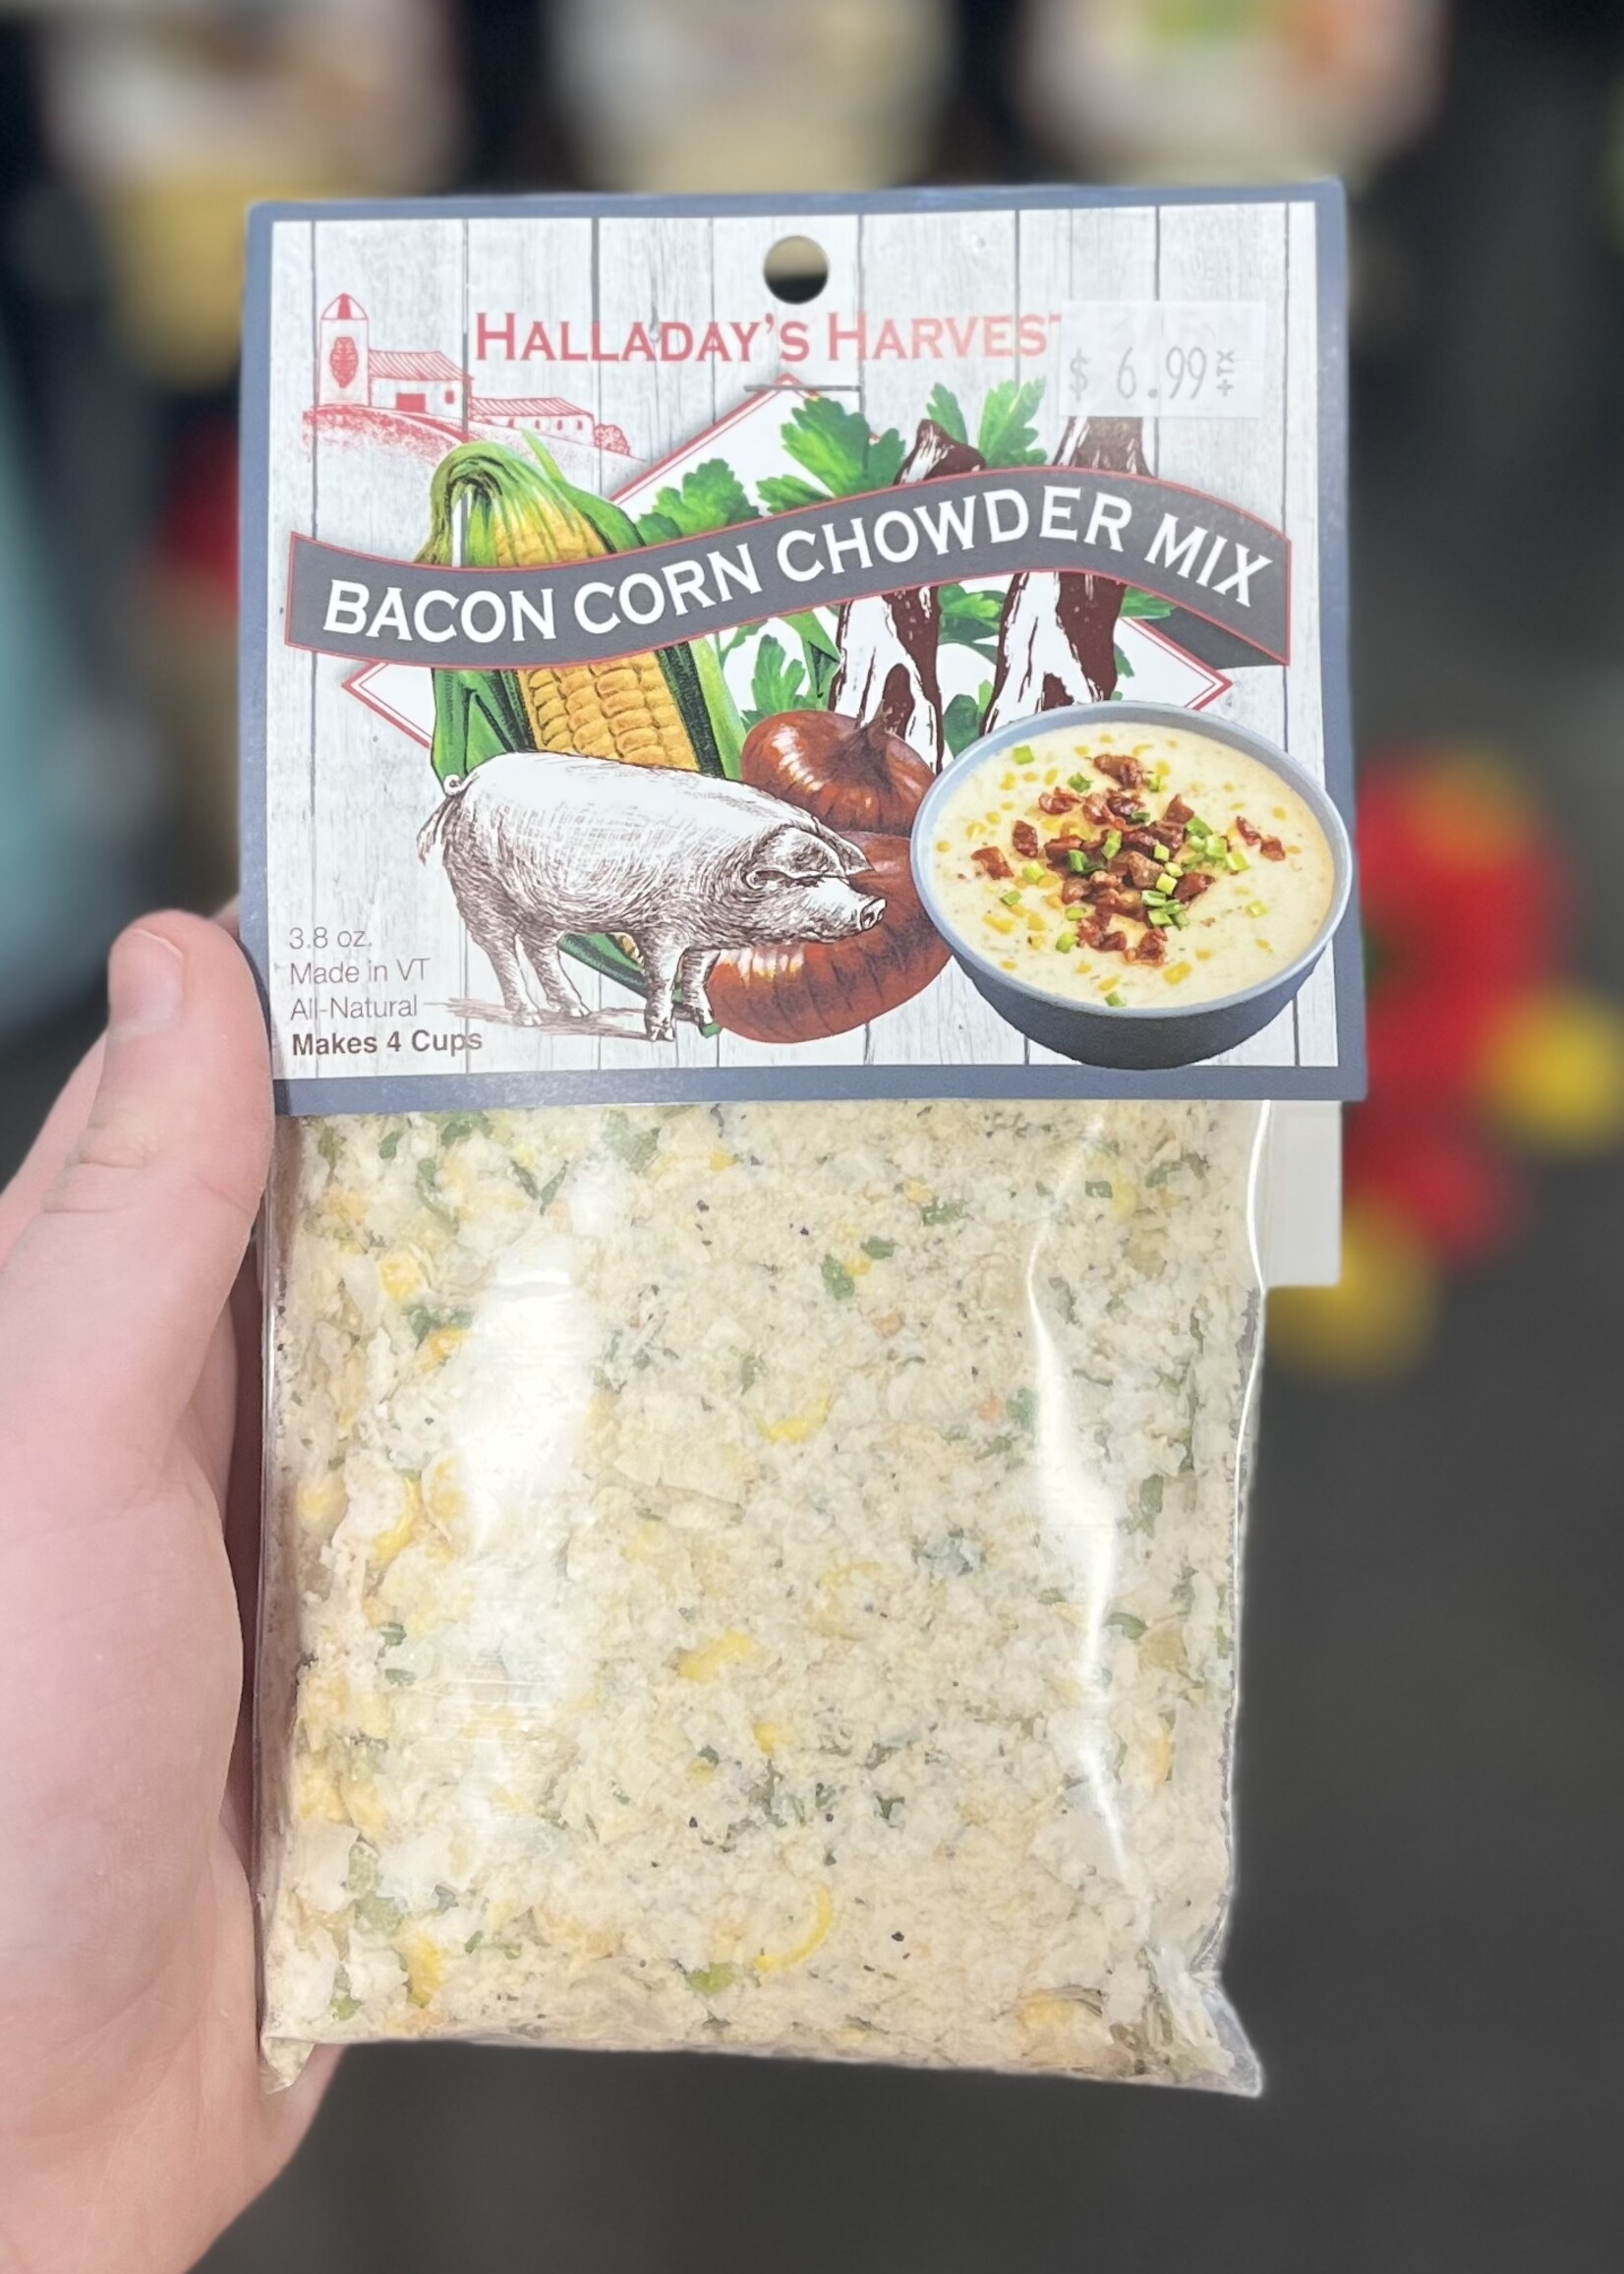 HALLADAY'S HARVEST
$ 6.99 +TX
BACON CORN CHOWDER MIX
3.8 oz.
Made in VT
All-Natural
Makes 4 Cups